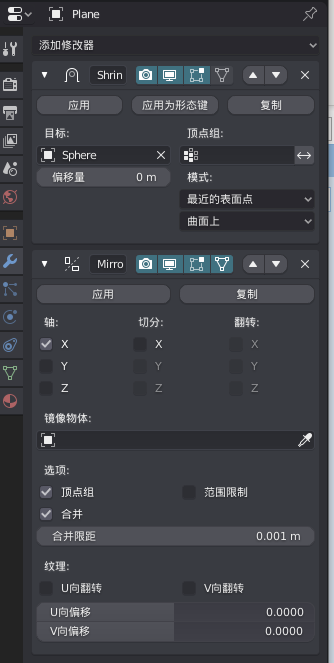 Plane
添加修改器
Shrin
应用 应用为形态键 复制
目标: 顶点组:
Sphere
偏移量 0 m 模式:
最近的表面点
曲面上
Mirro
应用 复制
轴: 切分: 翻转:
X X X
Y Y Y
Z Z Z
镜像物体:
选项:
顶点组 范围限制
合并
合并限距 0.001 m
纹理:
U向翻转 V向翻转
U向偏移 0.0000
V向偏移 0.0000